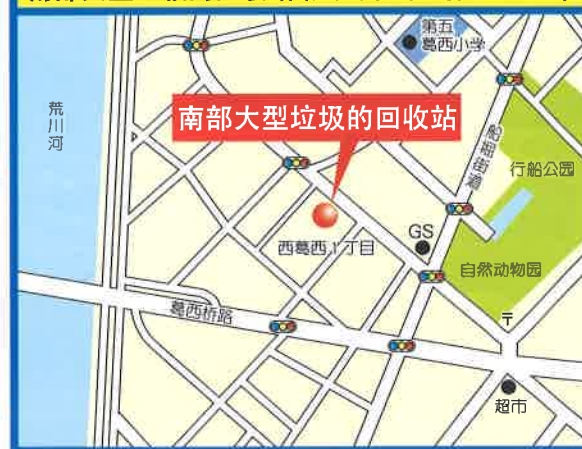 第五
葛西小学
荒川河
南部大型垃圾的回收站
船堀街道
行船公园
GS
西葛西1丁目
自然动物园
葛西桥路
〒
超市